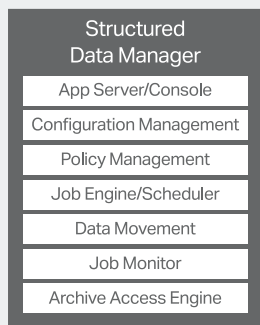 Structured
Data Manager
App Server/Console
Configuration Management
Policy Management
Job Engine/Scheduler
Data Movement
Job Monitor
Archive Access Engine